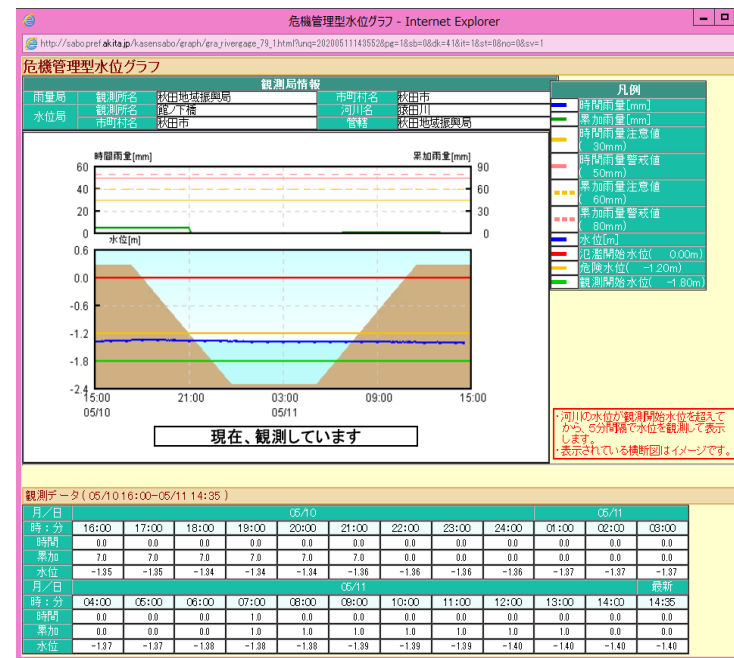 危機管理型水位グラフ - Internet Explorer
http://sabo.pref.akita.jp/kasensabo/graph/gra_rivergage_79_1.html?unq=20200511143552&pg=1&sb=0&dk=41&it=1&st=0&no=0&sv=1
危機管理型水位グラフ
観測局情報
雨量局 観測所名 秋田地域振興局 市町村名 秋田市
水位局 観測所名 館ノ下橋 河川名 猿田川
市町村名 秋田市 管轄 秋田地域振興局
凡例
時間雨量[mm]
累加雨量[mm]
時間雨量注意値
( 30mm)
時間雨量警戒値
( 50mm)
累加雨量注意値
( 60mm)
累加雨量警戒値
( 80mm)
水位[m]
氾濫開始水位( 0.00m)
危険水位( -1.20m)
観測開始水位( -1.80m)
時間雨量[mm] 累加雨量[mm]
60 90
40 60
20 30
0 0
水位[m]
0.6
0.0
-0.6
-1.2
-1.8
-2.4
15:00 21:00 03:00 09:00 15:00
05/10 05/11
現在、観測しています
・河川の水位が観測開始水位を超えて
から、5分間隔で水位を観測して表示
します。
・表示されている横断図はイメージです。
観測データ ( 05/10 16:00-05/11 14:35 )
月/日 05/10 05/11
時：分 16:00 17:00 18:00 19:00 20:00 21:00 22:00 23:00 24:00 01:00 02:00 03:00
時間 0.0 0.0 0.0 0.0 0.0 0.0 0.0 0.0 0.0 0.0 0.0 0.0
累加 7.0 7.0 7.0 7.0 7.0 7.0 0.0 0.0 0.0 0.0 0.0 0.0
水位 -1.35 -1.35 -1.34 -1.34 -1.34 -1.36 -1.36 -1.36 -1.36 -1.37 -1.37 -1.37
月/日 05/11 最新
時：分 04:00 05:00 06:00 07:00 08:00 09:00 10:00 11:00 12:00 13:00 14:00 14:35
時間 0.0 0.0 0.0 1.0 0.0 0.0 0.0 0.0 0.0 0.0 0.0 0.0
累加 0.0 0.0 0.0 1.0 1.0 1.0 1.0 1.0 1.0 1.0 0.0 0.0
水位 -1.37 -1.37 -1.38 -1.38 -1.38 -1.39 -1.39 -1.39 -1.40 -1.40 -1.40 -1.40